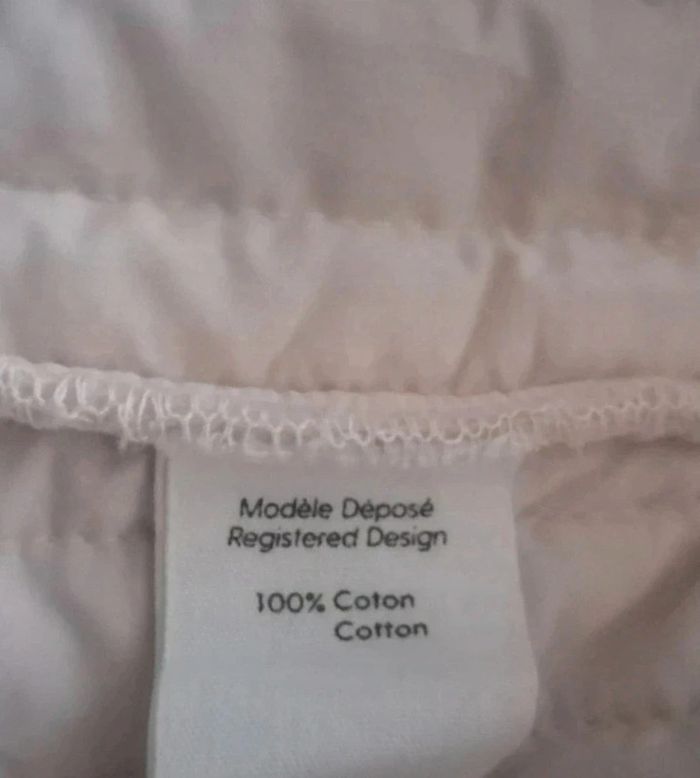 Modèle Déposé
Registered Design
100% Coton
Cotton